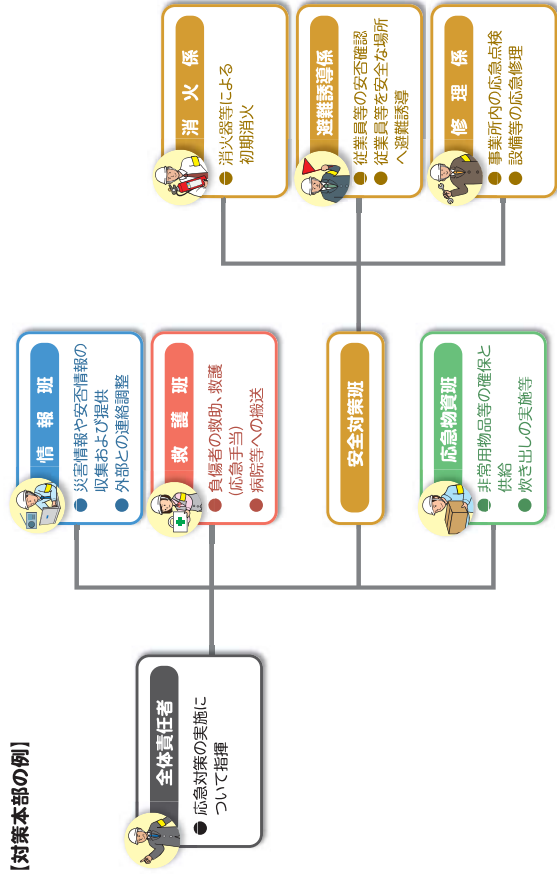 【対策本部の例】
全体責任者
● 応急対策の実施に
ついて指揮
情報班
● 災害情報や安否情報の
収集および提供
● 外部との連絡調整
救護班
● 負傷者の救助、救護
(応急手当)
● 病院等への搬送
安全対策班
応急物資班
● 非常用物品等の確保と
供給
● 炊き出しの実施等
消火係
● 消火器等による
初期消火
避難誘導係
● 従業員等の安否確認
● 従業員等を安全な場所
へ避難誘導
修理係
● 事業所内の応急点検
● 設備等の応急修理